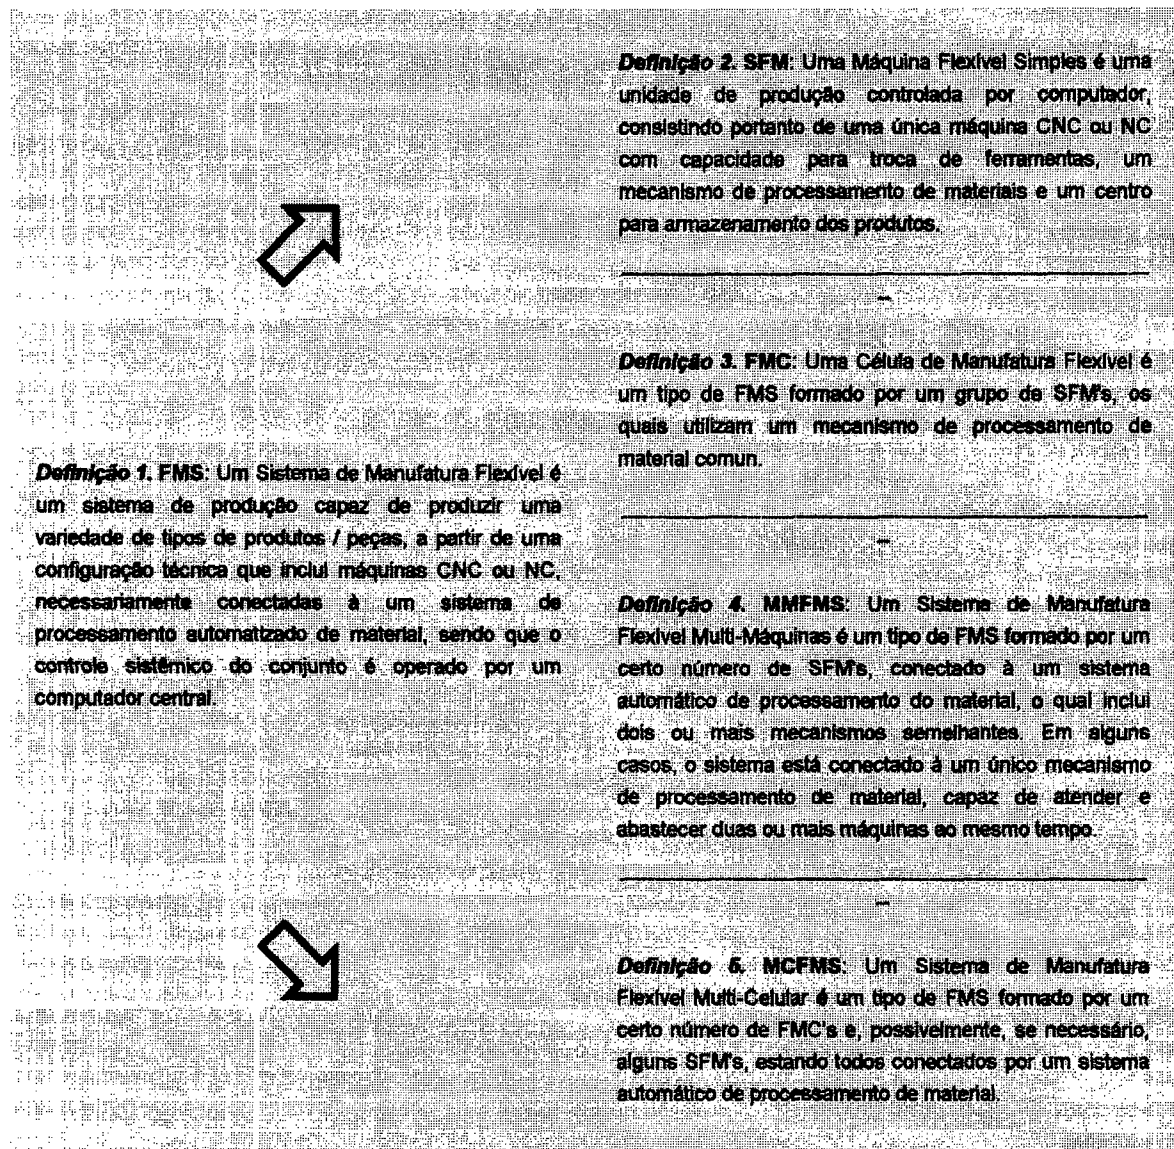 Definição 1. FMS: Um Sistema de Manufatura Flexível é
um sistema de produção capaz de produzir uma
variedade de tipos de produtos / peças, a partir de uma
configuração técnica que inclui máquinas CNC ou NC,
necessariamente conectadas à um sistema de
processamento automatizado de material, sendo que o
controle sistêmico do conjunto é operado por um
computador central.
Definição 2. SFM: Uma Máquina Flexível Simples é uma
unidade de produção controlada por computador,
consistindo portanto de uma única máquina CNC ou NC
com capacidade para troca de ferramentas, um
mecanismo de processamento de materiais e um centro
para armazenamento dos produtos.
Definição 3. FMC: Uma Célula de Manufatura Flexível é
um tipo de FMS formado por um grupo de SFM's, os
quais utilizam um mecanismo de processamento de
material comun.
Definição 4. MMFMS: Um Sistema de Manufatura
Flexível Multi-Máquinas é um tipo de FMS formado por um
certo número de SFM's, conectado à um sistema
automático de processamento do material, o qual inclui
dois ou mais mecanismos semelhantes. Em alguns
casos, o sistema está conectado à um único mecanismo
de processamento de material, capaz de atender e
abastecer duas ou mais máquinas ao mesmo tempo.
Definição 5. MCFMS: Um Sistema de Manufatura
Flexível Multi-Celular é um tipo de FMS formado por um
certo número de FMC's e, possivelmente, se necessário,
alguns SFM's, estando todos conectados por um sistema
automático de processamento de material.